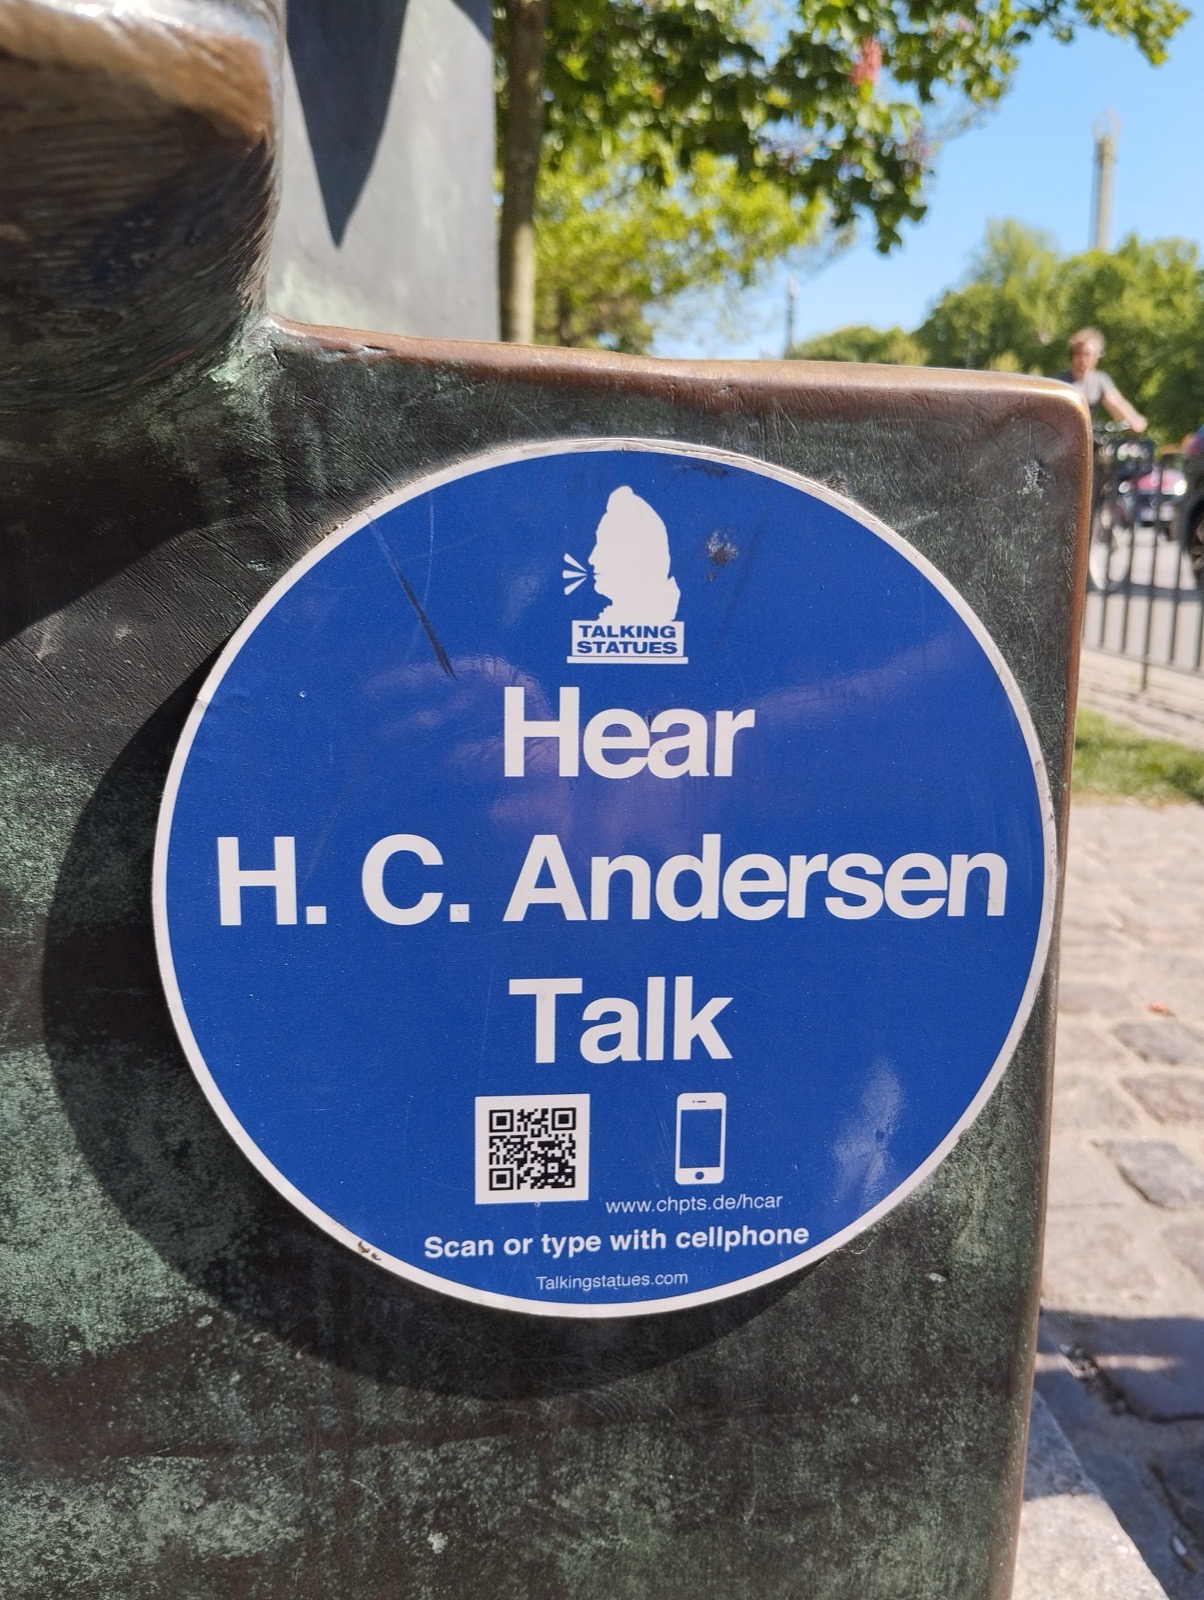 TALKING
STATUES
Hear
H. C. Andersen
Talk
www.chpts.de/hcar
Scan or type with cellphone
Talkingstatues.com